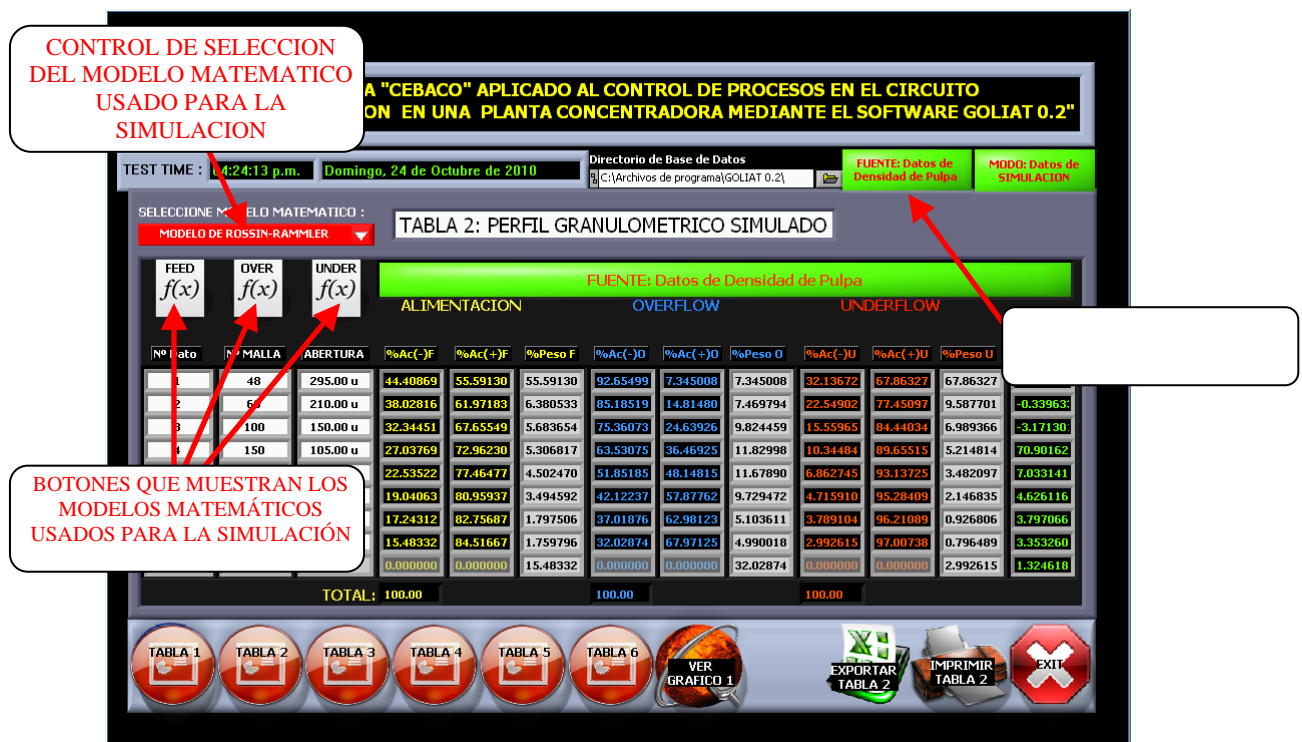 CONTROL DE SELECCION
DEL MODELO MATEMATICO
USADO PARA LA
SIMULACION
"CEBACO" APLICADO AL CONTROL DE PROCESOS EN EL CIRCUITO
EN UNA PLANTA CONCENTRADORA MEDIANTE EL SOFTWARE GOLIAT 0.2"
TEST TIME : 04:24:13 p.m. Domingo, 24 de Octubre de 2010
Directorio de Base de Datos
C:\Archivos de programa\GOLIAT 0.2\
FUENTE: Datos de
Densidad de Pulpa
MODO: Datos de
SIMULACION
SELECCIONE MODELO MATEMATICO :
MODELO DE ROSSIN-RAMMLER
TABLA 2: PERFIL GRANULOMETRICO SIMULADO
FEED OVER UNDER
f(x) f(x) f(x)
FUENTE: Datos de Densidad de Pulpa
ALIMENTACION OVERFLOW UNDERFLOW
Nº Dato Nº MALLA ABERTURA %Ac(-)F %Ac(+)F %Peso F %Ac(-)O %Ac(+)O %Peso O %Ac(-)U %Ac(+)U %Peso U
1 48 295.00 u 44.40869 55.59130 55.59130 92.65499 7.345008 7.345008 32.13672 67.86327 67.86327
2 210.00 u 38.02816 61.97183 6.380533 85.18519 14.81480 7.469794 22.54902 77.45097 9.587701 -0.33963
3 100 150.00 u 32.34451 67.65549 5.683654 75.36073 24.63926 9.824459 15.55965 84.44034 6.989366 -3.17130
4 150 105.00 u 27.03769 72.96230 5.306817 63.53075 36.46925 11.82998 10.34484 89.65515 5.214814 70.90162
22.53522 77.46477 4.502470 51.85185 48.14815 11.67890 6.862745 93.13725 3.482097 7.033141
19.04063 80.95937 3.494592 42.12237 57.87762 9.729472 4.715910 95.28409 2.146835 4.626116
17.24312 82.75687 1.797506 37.01876 62.98123 5.103611 3.789104 96.21089 0.926806 3.797066
15.48332 84.51667 1.759796 32.02874 67.97125 4.990018 2.992615 97.00738 0.796489 3.353260
0.000000 0.000000 15.48332 0.000000 0.000000 32.02874 0.000000 0.000000 2.992615 1.324618
BOTONES QUE MUESTRAN LOS
MODELOS MATEMÁTICOS
USADOS PARA LA SIMULACIÓN
TOTAL: 100.00 100.00 100.00
TABLA 1 TABLA 2 TABLA 3 TABLA 4 TABLA 5 TABLA 6
VER
GRAFICO 1
EXPORTAR
TABLA 2
IMPRIMIR
TABLA 2
EXIT